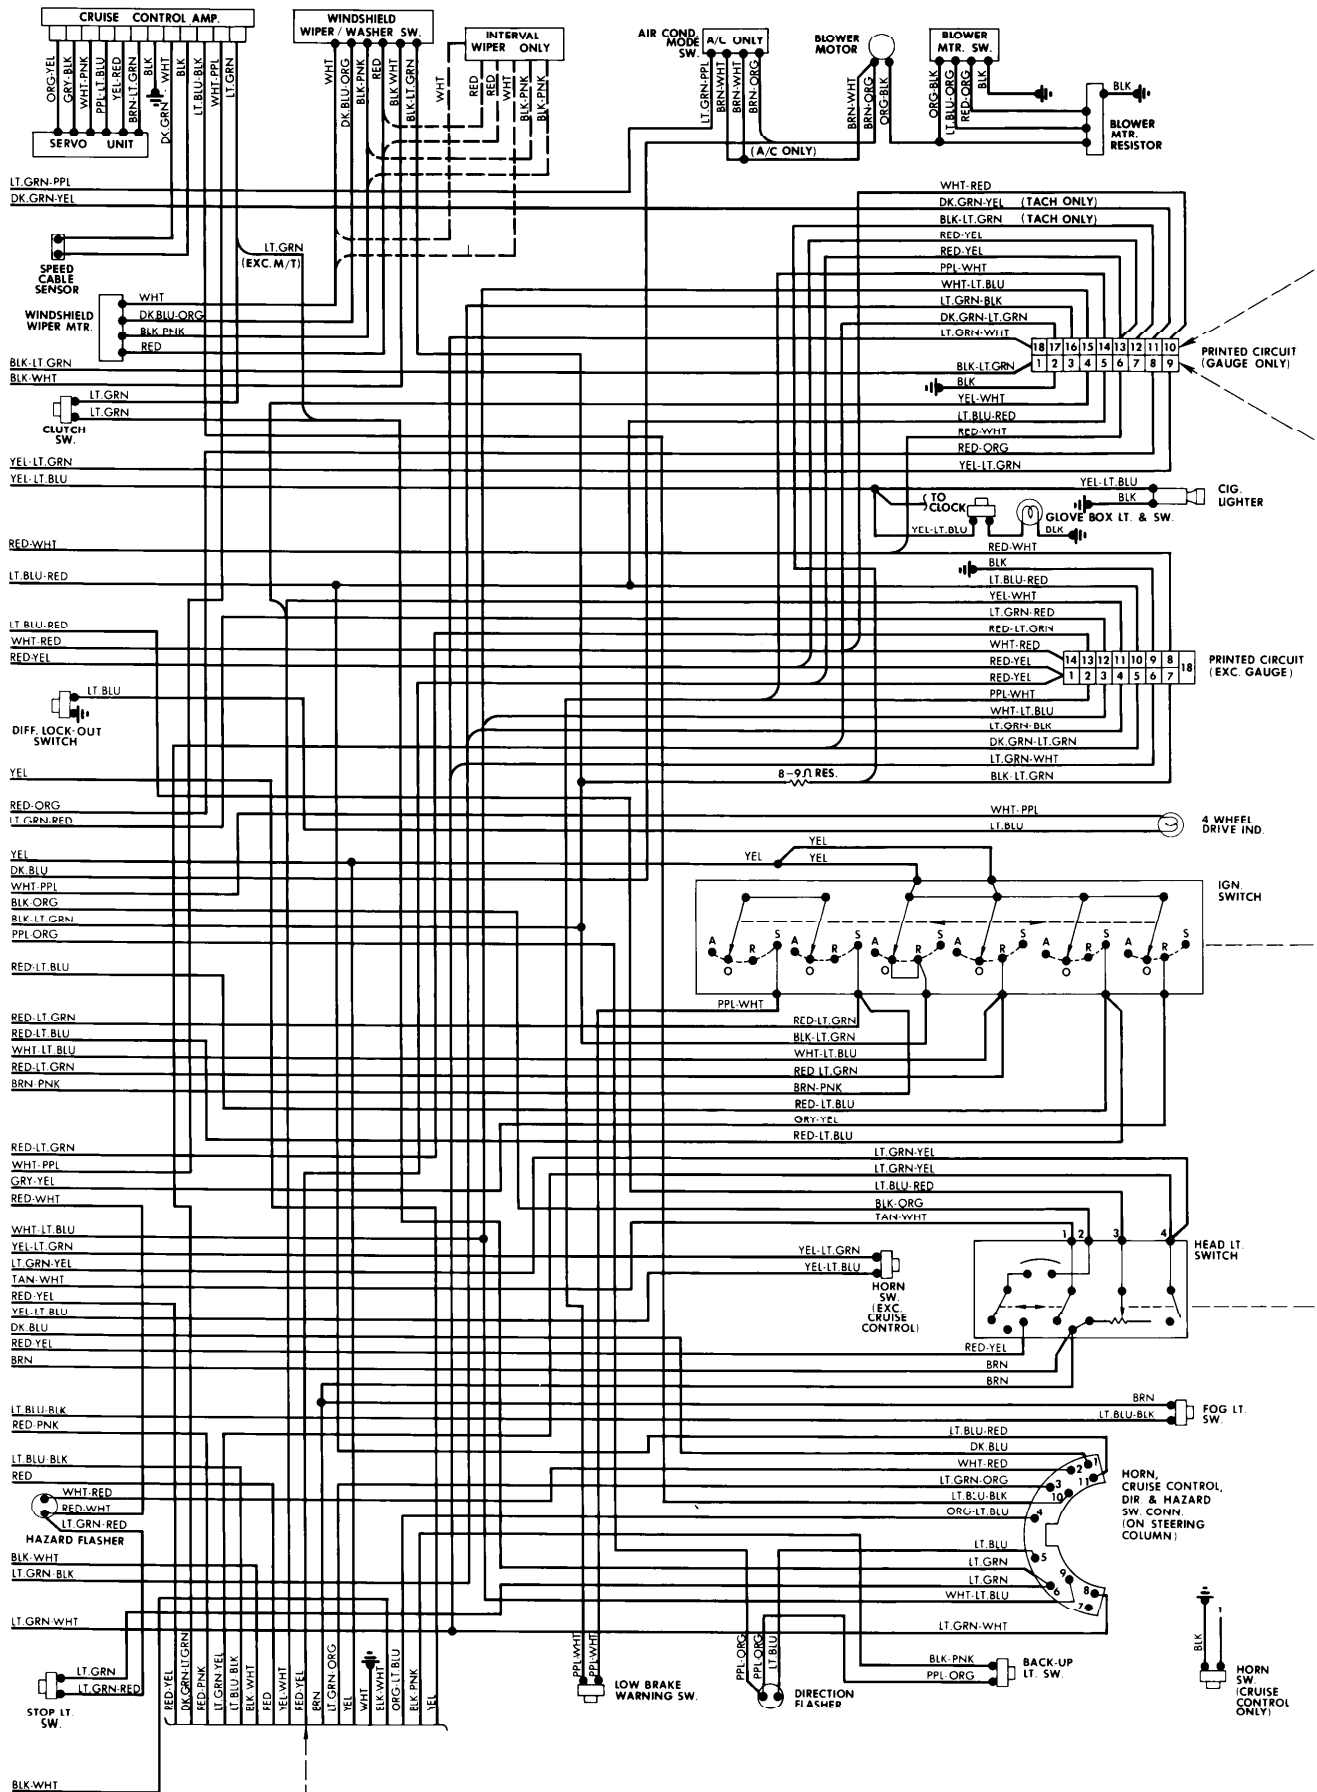 CRUISE CONTROL AMP.
WINDSHIELD
WIPER/WASHER SW.
INTERVAL
WIPER ONLY
AIR COND.
MODE
SW.
A/C ONLY
BLOWER
MOTOR
BLOWER
MTR. SW.
ORG-YEL
GRY-BLK
WHT-PNK
PPL-LT.BLU
YEL-RED
BRN-LT.GRN
BLK
DK.GRN-WHT
BLK
LT.BLU-BLK
WHT-PPL
LT.GRN
WHT
DK.BLU-ORG
BLK-PNK
RED
BLK-WHT
BLK-LT.GRN
WHT
RED
RED
WHT
BLK-PNK
BLK-PNK
LT.GRN-PPL
BRN-WHT
BRN-WHT
BRN-ORG
BRN-WHT
BRN-ORG
ORG-BLK
ORG-BLK
LT.BLU-ORG
RED-ORG
BLK
BLK
BLOWER
MTR.
RESISTOR
SERVO UNIT
(A/C ONLY)
LT.GRN-PPL
DK.GRN-YEL
SPEED
CABLE
SENSOR
LT.GRN
(EXC.M/T)
WINDSHIELD
WIPER MTR.
WHT
DK.BLU-ORG
BLK-PNK
RED
BLK-LT GRN
BLK-WHT
LT.GRN
LT.GRN
CLUTCH
SW.
YEL-LT.GRN
YEL-LT.BLU
WHT-RED
DK.GRN-YEL (TACH ONLY)
BLK-LT.GRN (TACH ONLY)
RED-YEL
RED-YEL
PPL-WHT
WHT-LT.BLU
LT.GRN-BLK
DK.GRN-LT.GRN
LT.GRN-WHT
18 17 16 15 14 13 12 11 10
1 2 3 4 5 6 7 8 9
PRINTED CIRCUIT
(GAUGE ONLY)
BLK-LT.GRN
BLK
YEL-WHT
LT.BLU-RED
RED-WHT
RED-ORG
YEL-LT.GRN
YEL-LT.BLU
BLK
CIG.
LIGHTER
TO
CLOCK
GLOVE BOX LT. & SW.
YEL-LT.BLU
BLK
RED-WHT
LT.BLU-RED
LT.BLU-RED
WHT-RED
RED-YEL
LT.BLU
DIFF. LOCK-OUT
SWITCH
RED-WHT
BLK
LT.BLU-RED
YEL-WHT
LT.GRN-RED
RED-LT.GRN
WHT-RED
RED-YEL
RED-YEL
PPL-WHT
WHT-LT.BLU
LT.GRN-BLK
DK.GRN-LT.GRN
LT.GRN-WHT
BLK-LT.GRN
14 13 12 11 10 9 8
18
1 2 3 4 5 6 7
PRINTED CIRCUIT
(EXC. GAUGE)
8-9Ω RES.
YEL
RED-ORG
LT GRN-RED
YEL
DK.BLU
WHT-PPL
BLK-ORG
BLK-LT.GRN
PPL-ORG
RED-LT.BLU
WHT-PPL
LT.BLU
4 WHEEL
DRIVE IND.
YEL
YEL
YEL
IGN.
SWITCH
A O R S
A O R S
A O R S
A O R S
A O R S
A O R S
PPL-WHT
RED-LT.GRN
BLK-LT.GRN
WHT-LT.BLU
RED LT.GRN
BRN-PNK
RED-LT.BLU
GRY-YEL
RED-LT.BLU
RED-LT.GRN
RED-LT.BLU
WHT-LT.BLU
RED-LT.GRN
BRN-PNK
RED-LT.GRN
WHT-PPL
GRY-YEL
RED-WHT
WHT-LT.BLU
YEL-LT.GRN
LT.GRN-YEL
TAN-WHT
RED-YEL
YEL-LT.BLU
DK.BLU
RED-YEL
BRN
LT.GRN-YEL
LT.GRN-YEL
LT.BLU-RED
BLK-ORG
TAN-WHT
1 2 3 4
HEAD LT.
SWITCH
YEL-LT.GRN
YEL-LT.BLU
HORN
SW.
(EXC.
CRUISE
CONTROL)
RED-YEL
BRN
BRN
BRN
LT.BLU-BLK
FOG LT.
SW.
LT.BLU-BLK
RED-PNK
LT.BLU-BLK
RED
WHT-RED
RED-WHT
LT.GRN-RED
HAZARD FLASHER
BLK-WHT
LT.GRN-BLK
LT.GRN-WHT
LT.BLU-RED
DK.BLU
WHT-RED
LT.GRN-ORG
LT.BLU-BLK
ORG-LT.BLU
LT.BLU
LT.GRN
LT.GRN
WHT-LT.BLU
LT.GRN-WHT
1
2
11
3
10
4
5
9
6
8
7
HORN,
CRUISE CONTROL,
DIR. & HAZARD
SW. CONN.
(ON STEERING
COLUMN)
LT.GRN
LT.GRN-RED
STOP LT.
SW.
RED-YEL
DK.GRN-LT.GRN
RED-PNK
LT.GRN-YEL
LT.BLU-BLK
BLK-WHT
RED
YEL-WHT
RED-YEL
BRN
LT.GRN-ORG
YEL
WHT
BLK-WHT
ORG-LT.BLU
BLK-PNK
YEL
PPL-WHT
PPL-WHT
LOW BRAKE
WARNING SW.
PPL-ORG
PPL-ORG
LT.BLU
DIRECTION
FLASHER
BLK-PNK
PPL-ORG
BACK-UP
LT. SW.
BLK
HORN
SW.
(CRUISE
CONTROL
ONLY)
BLK-WHT